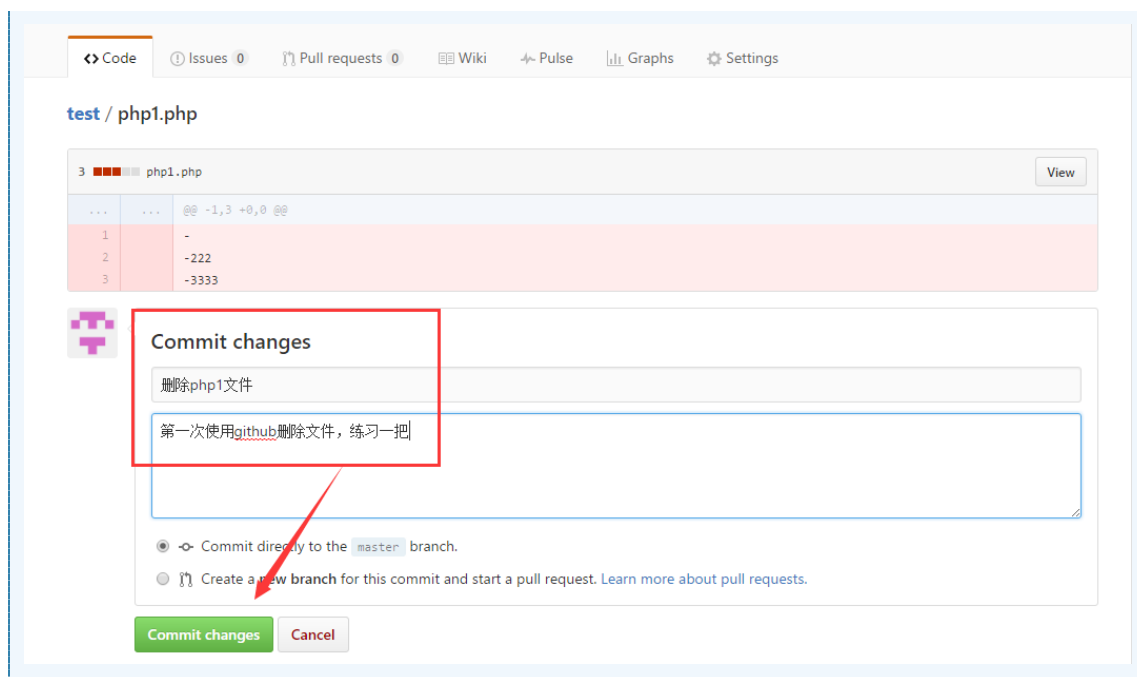 Code Issues 0 Pull requests 0 Wiki Pulse Graphs Settings
test / php1.php
3 php1.php View
... ... @@ -1,3 +0,0 @@
1 -
2 -222
3 -3333
Commit changes
删除php1文件
第一次使用github删除文件，练习一把
Commit directly to the master branch.
Create a new branch for this commit and start a pull request. Learn more about pull requests.
Commit changes Cancel